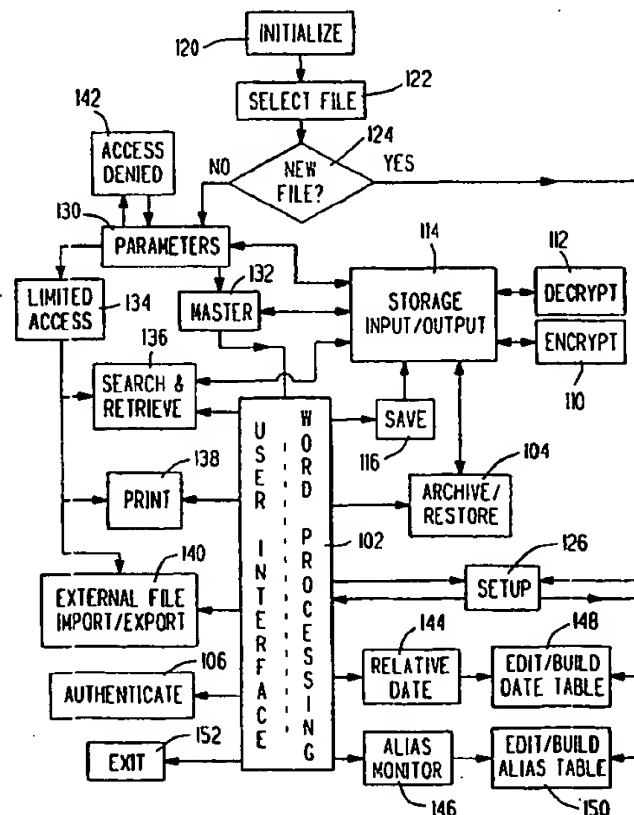 INITIALIZE
120
122
SELECT FILE
142
124
ACCESS
DENIED
NO
NEW
FILE?
YES
130
PARAMETERS
114
112
132
LIMITED
ACCESS
134
MASTER
STORAGE
INPUT/OUTPUT
DECRYPT
136
ENCRYPT
SEARCH &
RETRIEVE
110
SAVE
116
104
138
PRINT
USER INTERFACE
WORD PROCESSING
102
ARCHIVE/
RESTORE
126
140
SETUP
EXTERNAL FILE
IMPORT/EXPORT
144
148
106
RELATIVE
DATE
EDIT/BUILD
DATE TABLE
AUTHENTICATE
152
EXIT
ALIAS
MONITOR
EDIT/BUILD
ALIAS TABLE
146
150